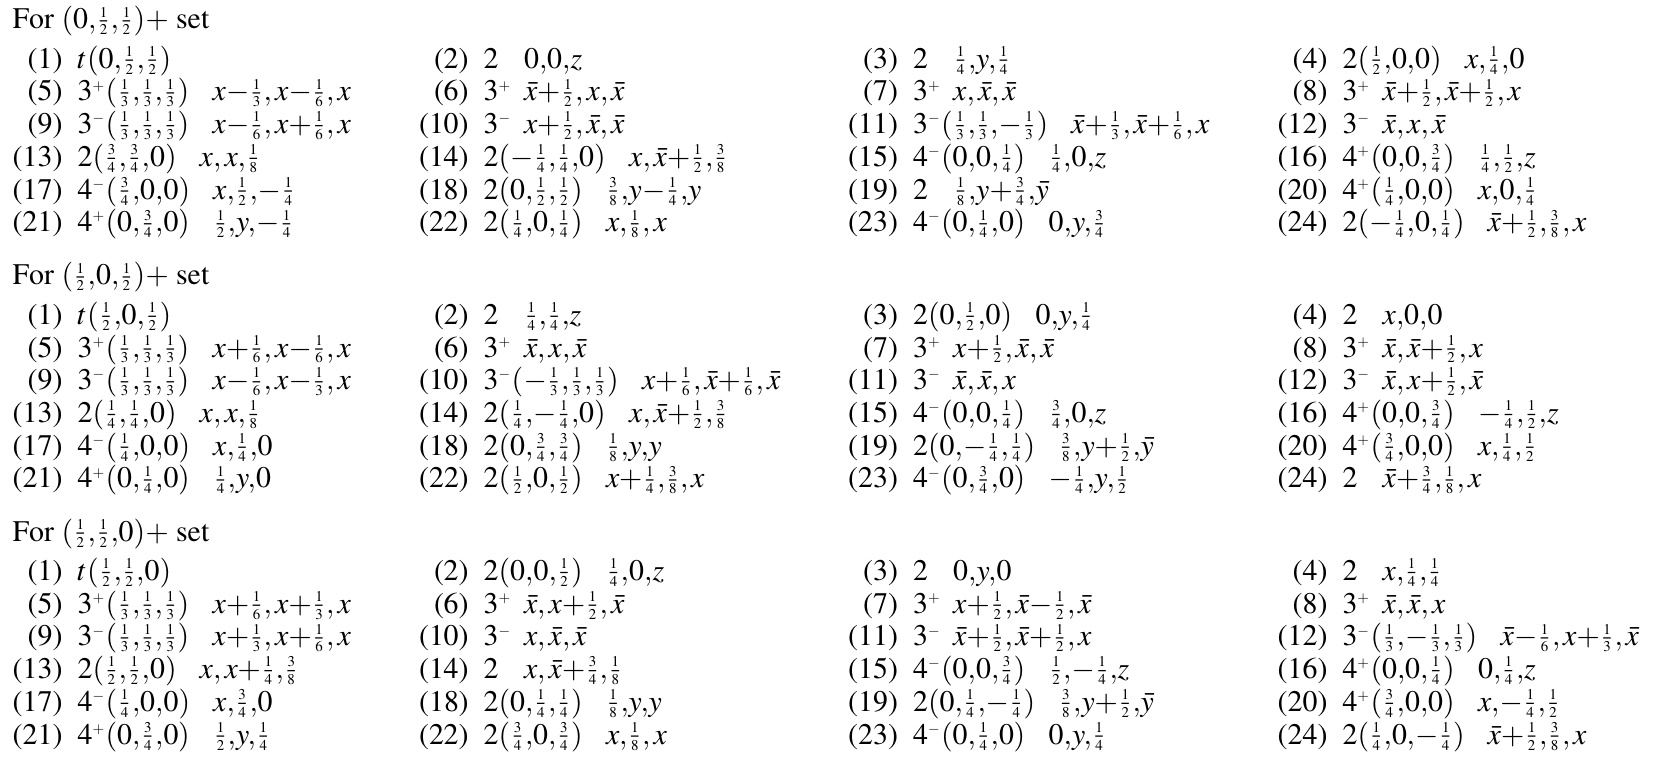 For (0,½,½)+ set
(1) t(0,½,½) (2) 2 0,0,z (3) 2 ¼,y,¼ (4) 2(½,0,0) x,¼,0
(5) 3⁺(⅓,⅓,⅓) x−⅓,x−⅙,x (6) 3⁺ x̄+½,x,x̄ (7) 3⁺ x,x̄,x̄ (8) 3⁺ x̄+½,x̄+½,x
(9) 3⁻(⅓,⅓,⅓) x−⅙,x+⅙,x (10) 3⁻ x+½,x̄,x̄ (11) 3⁻(⅓,⅓,−⅓) x̄+⅓,x̄+⅙,x (12) 3⁻ x̄,x,x̄
(13) 2(¾,¾,0) x,x,⅛ (14) 2(−¼,¼,0) x,x̄+½,⅜ (15) 4⁻(0,0,¼) ¼,0,z (16) 4⁺(0,0,¾) ¼,½,z
(17) 4⁻(¾,0,0) x,½,−¼ (18) 2(0,½,½) ⅜,y−¼,y (19) 2 ⅛,y+¾,ȳ (20) 4⁺(¼,0,0) x,0,¼
(21) 4⁺(0,¾,0) ½,y,−¼ (22) 2(¼,0,¼) x,⅛,x (23) 4⁻(0,¼,0) 0,y,¾ (24) 2(−¼,0,¼) x̄+½,⅜,x
For (½,0,½)+ set
(1) t(½,0,½) (2) 2 ¼,¼,z (3) 2(0,½,0) 0,y,¼ (4) 2 x,0,0
(5) 3⁺(⅓,⅓,⅓) x+⅙,x−⅙,x (6) 3⁺ x̄,x,x̄ (7) 3⁺ x+½,x̄,x̄ (8) 3⁺ x̄,x̄+½,x
(9) 3⁻(⅓,⅓,⅓) x−⅙,x−⅓,x (10) 3⁻(−⅓,⅓,⅓) x+⅙,x̄+⅙,x̄ (11) 3⁻ x̄,x̄,x (12) 3⁻ x̄,x+½,x̄
(13) 2(¼,¼,0) x,x,⅛ (14) 2(¼,−¼,0) x,x̄+½,⅜ (15) 4⁻(0,0,¼) ¾,0,z (16) 4⁺(0,0,¾) −¼,½,z
(17) 4⁻(¼,0,0) x,¼,0 (18) 2(0,¾,¾) ⅛,y,y (19) 2(0,−¼,¼) ⅜,y+½,ȳ (20) 4⁺(¾,0,0) x,¼,½
(21) 4⁺(0,¼,0) ¼,y,0 (22) 2(½,0,½) x+¼,⅜,x (23) 4⁻(0,¾,0) −¼,y,½ (24) 2 x̄+¾,⅛,x
For (½,½,0)+ set
(1) t(½,½,0) (2) 2(0,0,½) ¼,0,z (3) 2 0,y,0 (4) 2 x,¼,¼
(5) 3⁺(⅓,⅓,⅓) x+⅙,x+⅓,x (6) 3⁺ x̄,x+½,x̄ (7) 3⁺ x+½,x̄−½,x̄ (8) 3⁺ x̄,x̄,x
(9) 3⁻(⅓,⅓,⅓) x+⅓,x+⅙,x (10) 3⁻ x,x̄,x̄ (11) 3⁻ x̄+½,x̄+½,x (12) 3⁻(⅓,−⅓,⅓) x̄−⅙,x+⅓,x̄
(13) 2(½,½,0) x,x+¼,⅜ (14) 2 x,x̄+¾,⅛ (15) 4⁻(0,0,¾) ½,−¼,z (16) 4⁺(0,0,¼) 0,¼,z
(17) 4⁻(¼,0,0) x,¾,0 (18) 2(0,¼,¼) ⅛,y,y (19) 2(0,¼,−¼) ⅜,y+½,ȳ (20) 4⁺(¾,0,0) x,−¼,½
(21) 4⁺(0,¾,0) ½,y,¼ (22) 2(¾,0,¾) x,⅛,x (23) 4⁻(0,¼,0) 0,y,¼ (24) 2(¼,0,−¼) x̄+½,⅜,x